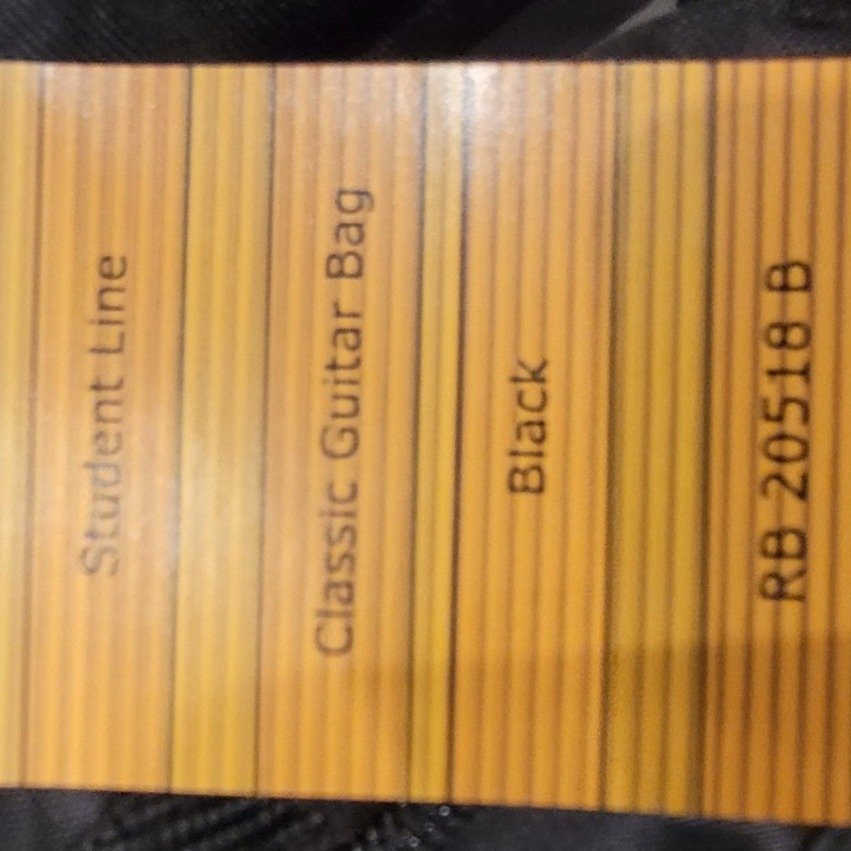 Student Line
Classic Guitar Bag
Black
RB 20518 B